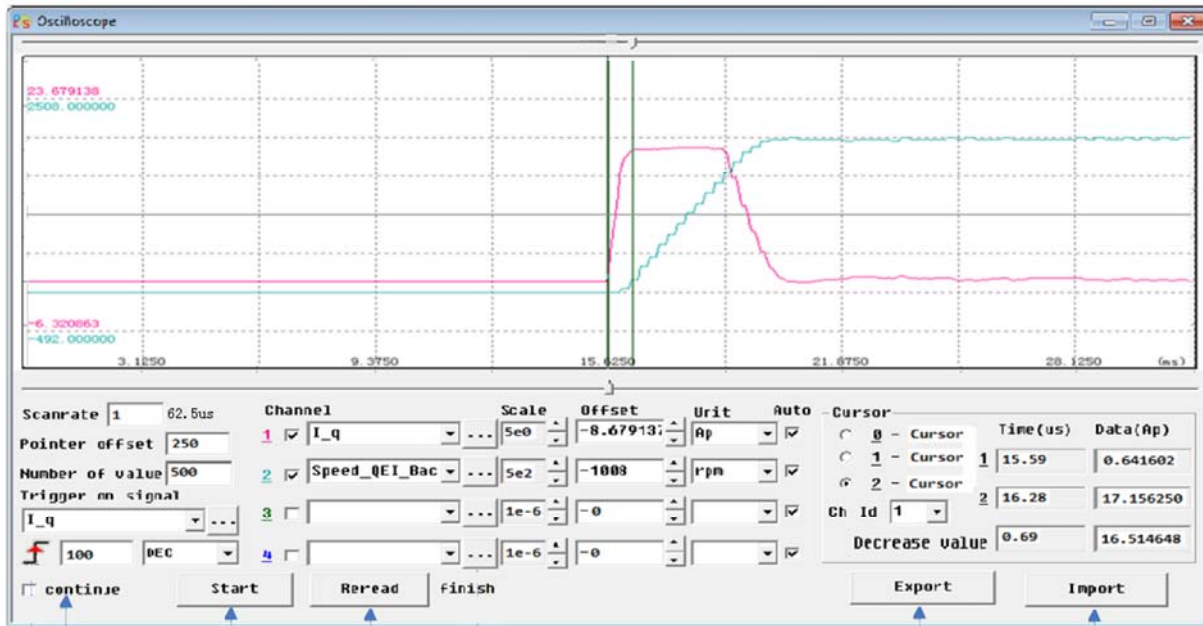 Oscilloscope
23.679138
2508.000000
-6.320863
-492.000000
3.1250 9.3750 15.6250 21.8750 28.1250 (ms)
Scanrate 1 62.5us
Pointer offset 250
Number of value 500
Trigger on signal
I_q ...
100 DEC
continue
Start Reread finish
Channel Scale Offset Unit Auto
1 I_q ... 5e0 -8.679137 Ap
2 Speed_QEI_Bac ... 5e2 -1008 rpm
3 ... 1e-6 -0
4 ... 1e-6 -0
Cursor Time(us) Data(Ap)
0 - Cursor
1 - Cursor
2 - Cursor
1 15.59 0.641602
2 16.28 17.156250
Ch Id 1
Decrease value 0.69 16.514648
Export Import